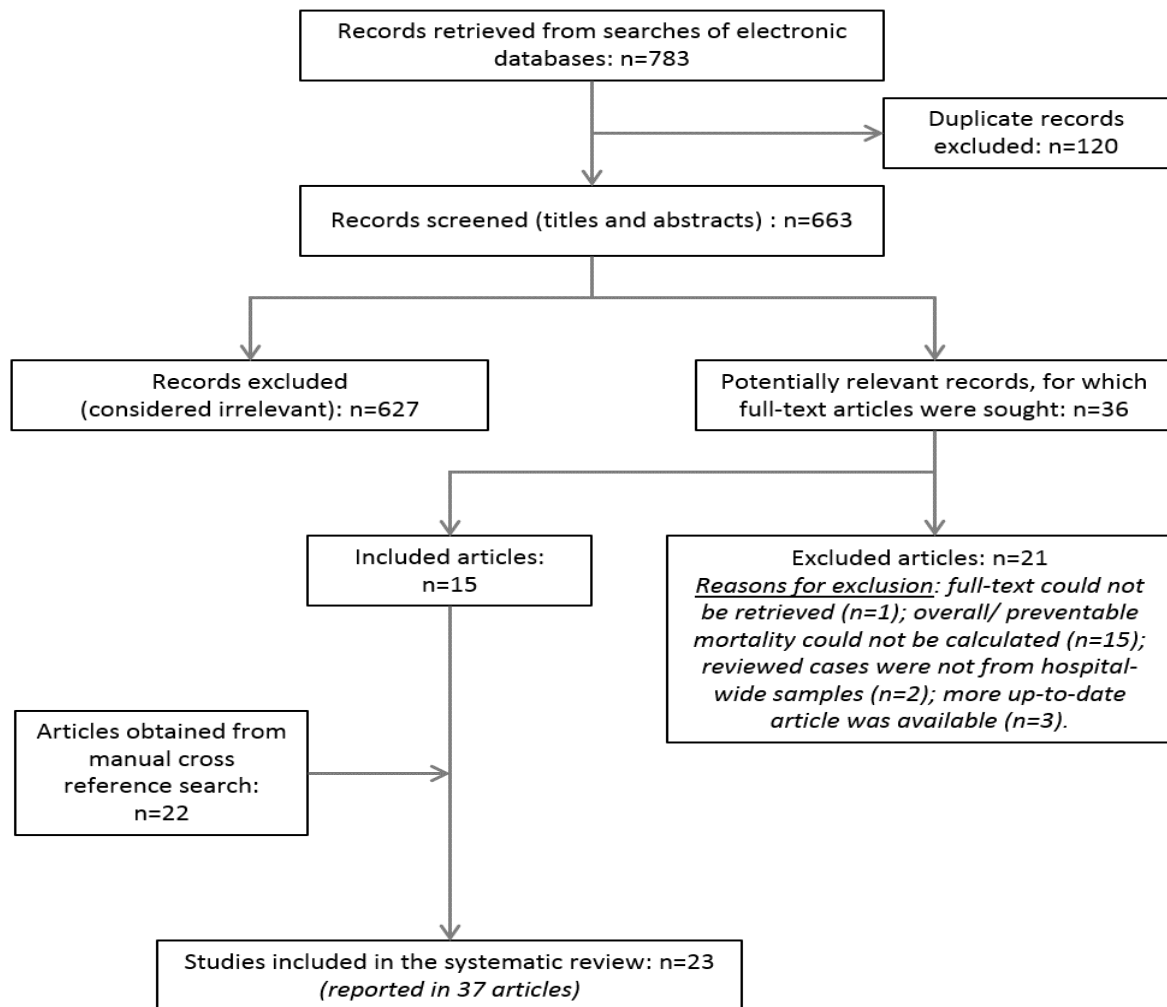 Records retrieved from searches of electronic
databases: n=783
Duplicate records
excluded: n=120
Records screened (titles and abstracts) : n=663
Records excluded
(considered irrelevant): n=627
Potentially relevant records, for which
full-text articles were sought: n=36
Included articles:
n=15
Excluded articles: n=21
Reasons for exclusion: full-text could not
be retrieved (n=1); overall/ preventable
mortality could not be calculated (n=15);
reviewed cases were not from hospital-
wide samples (n=2); more up-to-date
article was available (n=3).
Articles obtained from
manual cross
reference search:
n=22
Studies included in the systematic review: n=23
(reported in 37 articles)